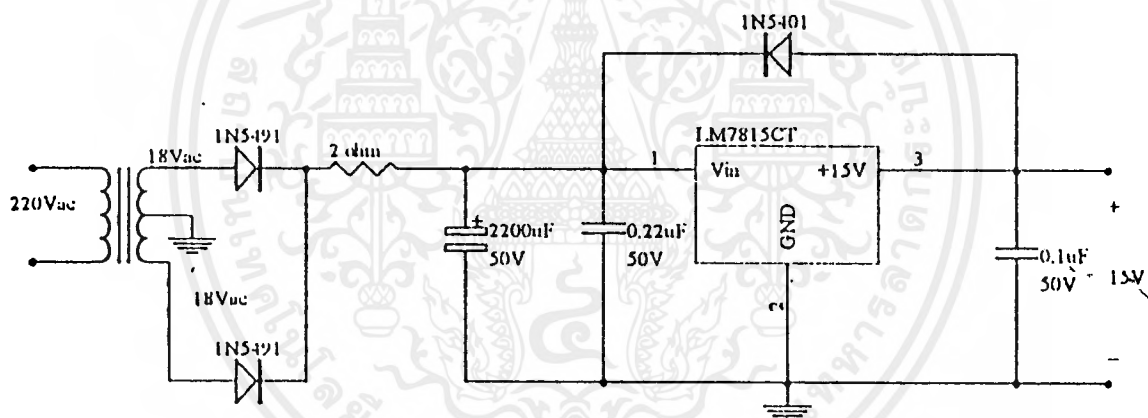 1N5401
1N5491
18Vac
2 ohm
LM7815CT
1
Vin
+15V
3
220Vac
+
+
2200uF
50V
0.22uF
50V
GND
0.1uF
50V
15V
18Vac
2
1N5491
−